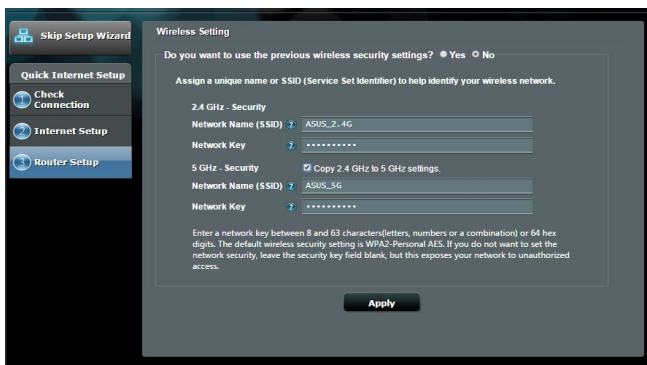 Skip Setup Wizard
Quick Internet Setup
1 Check
Connection
2 Internet Setup
3 Router Setup
Wireless Setting
Do you want to use the previous wireless security settings? Yes No
Assign a unique name or SSID (Service Set Identifier) to help identify your wireless network.
2.4 GHz - Security
Network Name (SSID) ? ASUS_2.4G
Network Key ? ••••••••••
5 GHz - Security Copy 2.4 GHz to 5 GHz settings.
Network Name (SSID) ? ASUS_5G
Network Key ? ••••••••••
Enter a network key between 8 and 63 characters(letters, numbers or a combination) or 64 hex
digits. The default wireless security setting is WPA2-Personal AES. If you do not want to set the
network security, leave the security key field blank, but this exposes your network to unauthorized
access.
Apply